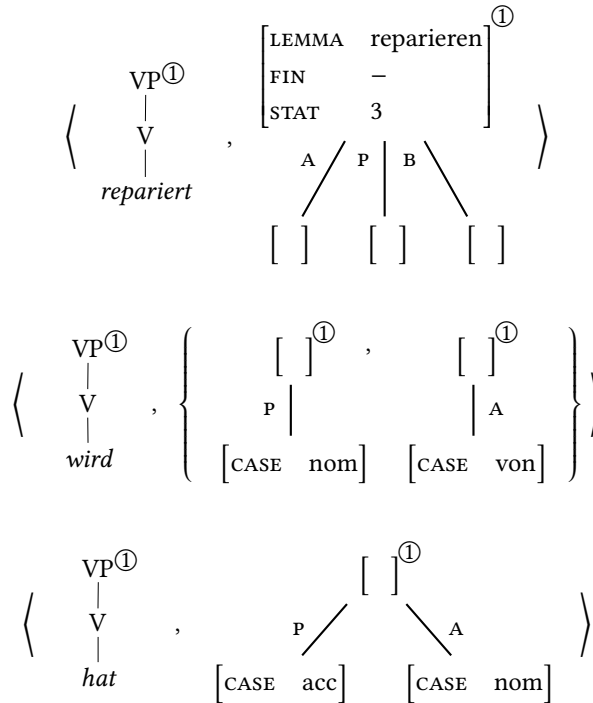 VP① LEMMA reparieren ①
FIN –
V STAT 3
⟨ , ⟩
repariert A P B
[ ] [ ] [ ]
VP① [ ]① , [ ]①
⟨ V , { P A } ⟩
wird [CASE nom] [CASE von]
VP① [ ]①
⟨ V , P A ⟩
hat [CASE acc] [CASE nom]